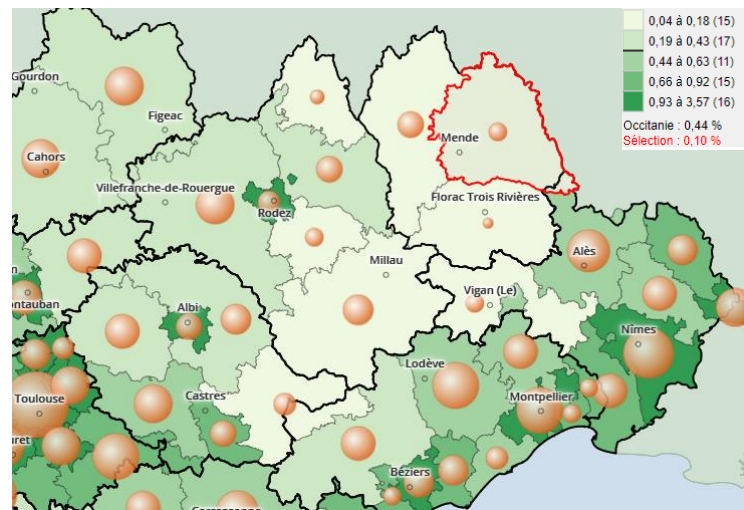 0,04 à 0,18 (15)
0,19 à 0,43 (17)
0,44 à 0,63 (11)
0,66 à 0,92 (15)
0,93 à 3,57 (16)
Occitanie : 0,44 %
Sélection : 0,10 %
Gourdon
Figeac
Mende
Cahors
Villefranche-de-Rouergue
Rodez
Florac Trois Rivières
Alès
Millau
Vigan (Le)
Albi
Nîmes
Lodève
Castres
Montpellier
Toulouse
Béziers